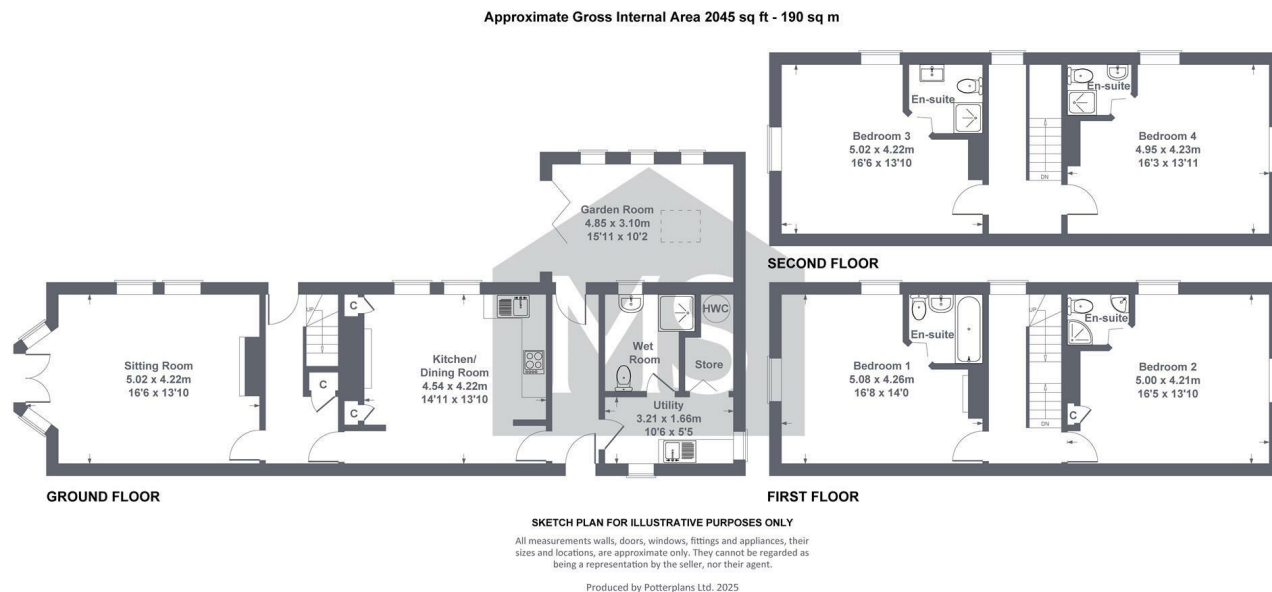 Approximate Gross Internal Area 2045 sq ft - 190 sq m
En-suite
Bedroom 3
5.02 x 4.22m
16'6 x 13'10
DN
En-suite
Bedroom 4
4.95 x 4.23m
16'3 x 13'11
SECOND FLOOR
Garden Room
4.85 x 3.10m
15'11 x 10'2
Sitting Room
5.02 x 4.22m
16'6 x 13'10
UP
C
C
C
Kitchen/
Dining Room
4.54 x 4.22m
14'11 x 13'10
MS
Wet
Room
HWC
Store
Utility
3.21 x 1.66m
10'6 x 5'5
GROUND FLOOR
En-suite
Bedroom 1
5.08 x 4.26m
16'8 x 14'0
UP
DN
En-suite
Bedroom 2
5.00 x 4.21m
16'5 x 13'10
C
FIRST FLOOR
SKETCH PLAN FOR ILLUSTRATIVE PURPOSES ONLY
All measurements walls, doors, windows, fittings and appliances, their
sizes and locations, are approximate only. They cannot be regarded as
being a representation by the seller, nor their agent.
Produced by Potterplans Ltd. 2025